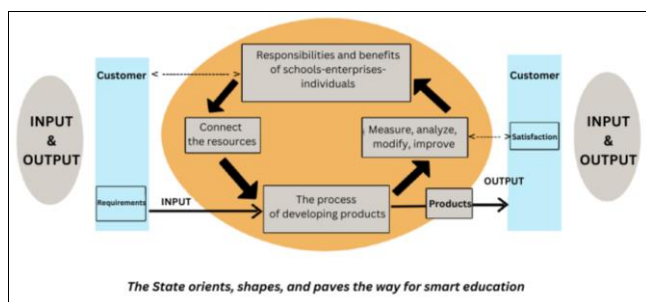 Responsibilities and benefits
of schools-enterprises-
individuals
Customer
Customer
INPUT
&
OUTPUT
Connect
the resources
Measure, analyze,
modify, improve
Satisfaction
INPUT
&
OUTPUT
Requirements
INPUT
The process
of developing products
Products
OUTPUT
The State orients, shapes, and paves the way for smart education